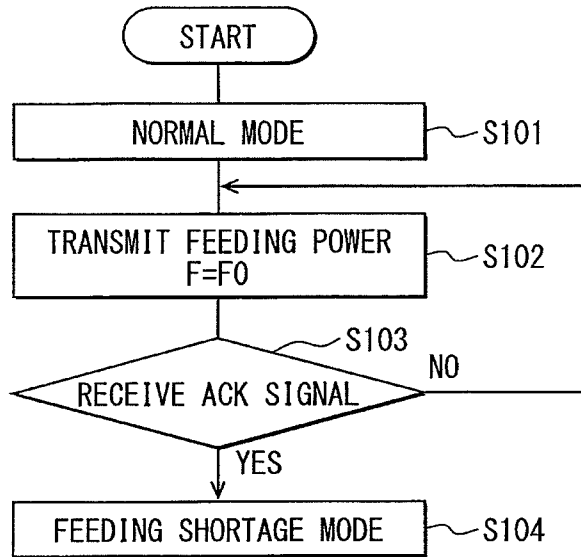 START
NORMAL MODE
S101
TRANSMIT FEEDING POWER
F=F0
S102
S103
RECEIVE ACK SIGNAL
NO
YES
FEEDING SHORTAGE MODE
S104